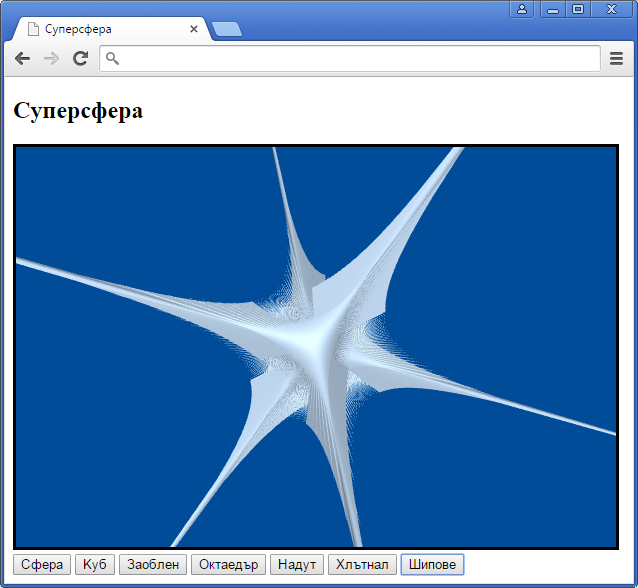 Суперсфера
Суперсфера
Сфера Куб Заоблен Октаедър Надут Хлътнал Шипове